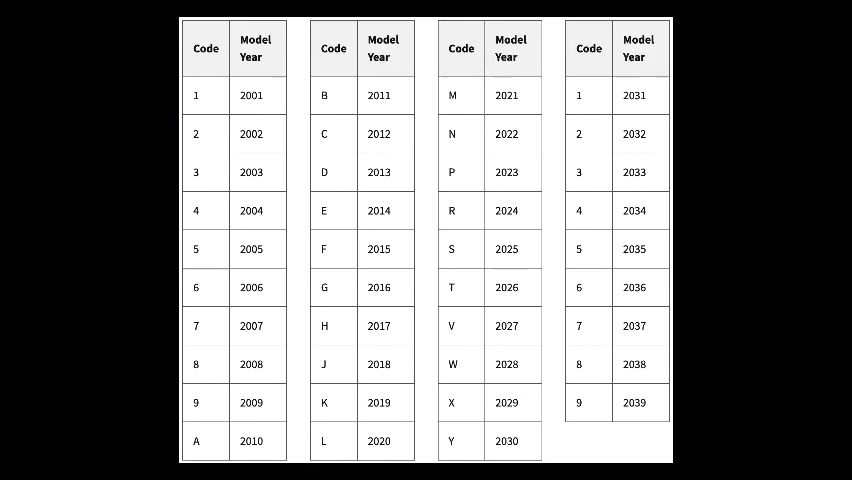 Code Model Year Code Model Year Code Model Year Code Model Year
1 2001 B 2011 M 2021 1 2031
2 2002 C 2012 N 2022 2 2032
3 2003 D 2013 P 2023 3 2033
4 2004 E 2014 R 2024 4 2034
5 2005 F 2015 S 2025 5 2035
6 2006 G 2016 T 2026 6 2036
7 2007 H 2017 V 2027 7 2037
8 2008 J 2018 W 2028 8 2038
9 2009 K 2019 X 2029 9 2039
A 2010 L 2020 Y 2030